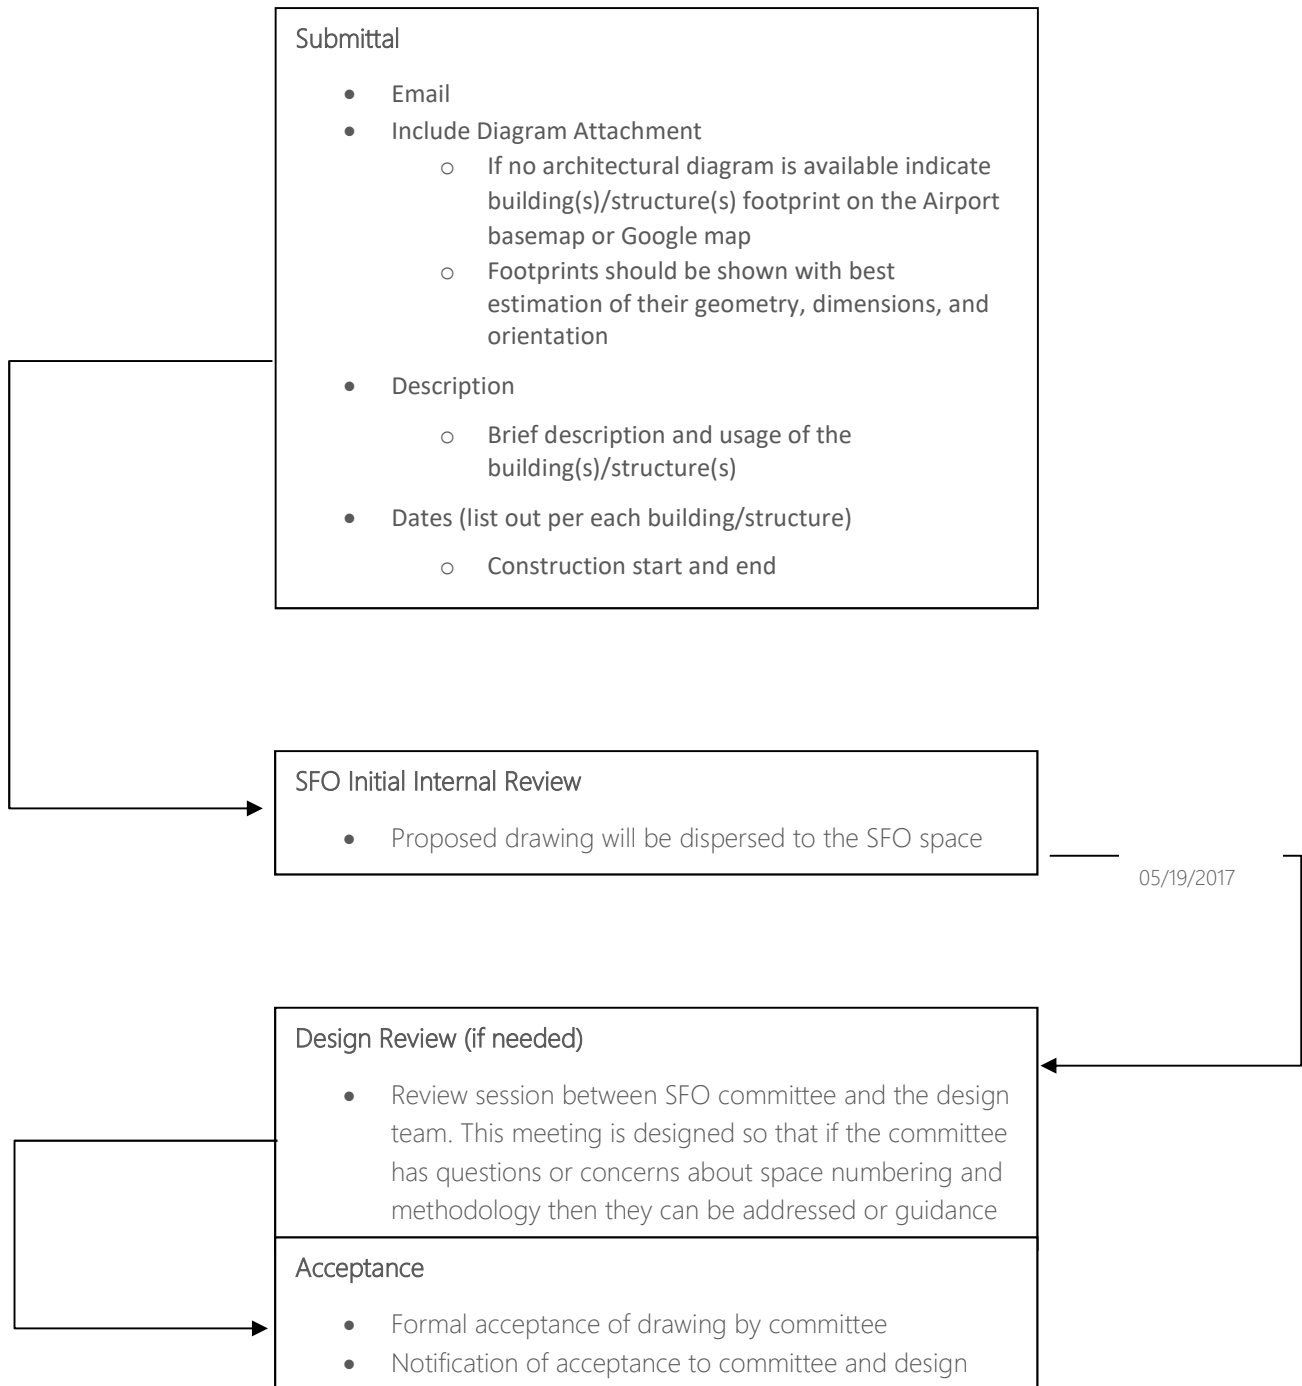 Submittal
• Email
• Include Diagram Attachment
o If no architectural diagram is available indicate
building(s)/structure(s) footprint on the Airport
basemap or Google map
o Footprints should be shown with best
estimation of their geometry, dimensions, and
orientation
• Description
o Brief description and usage of the
building(s)/structure(s)
• Dates (list out per each building/structure)
o Construction start and end
SFO Initial Internal Review
• Proposed drawing will be dispersed to the SFO space
05/19/2017
Design Review (if needed)
• Review session between SFO committee and the design
team. This meeting is designed so that if the committee
has questions or concerns about space numbering and
methodology then they can be addressed or guidance
Acceptance
• Formal acceptance of drawing by committee
• Notification of acceptance to committee and design